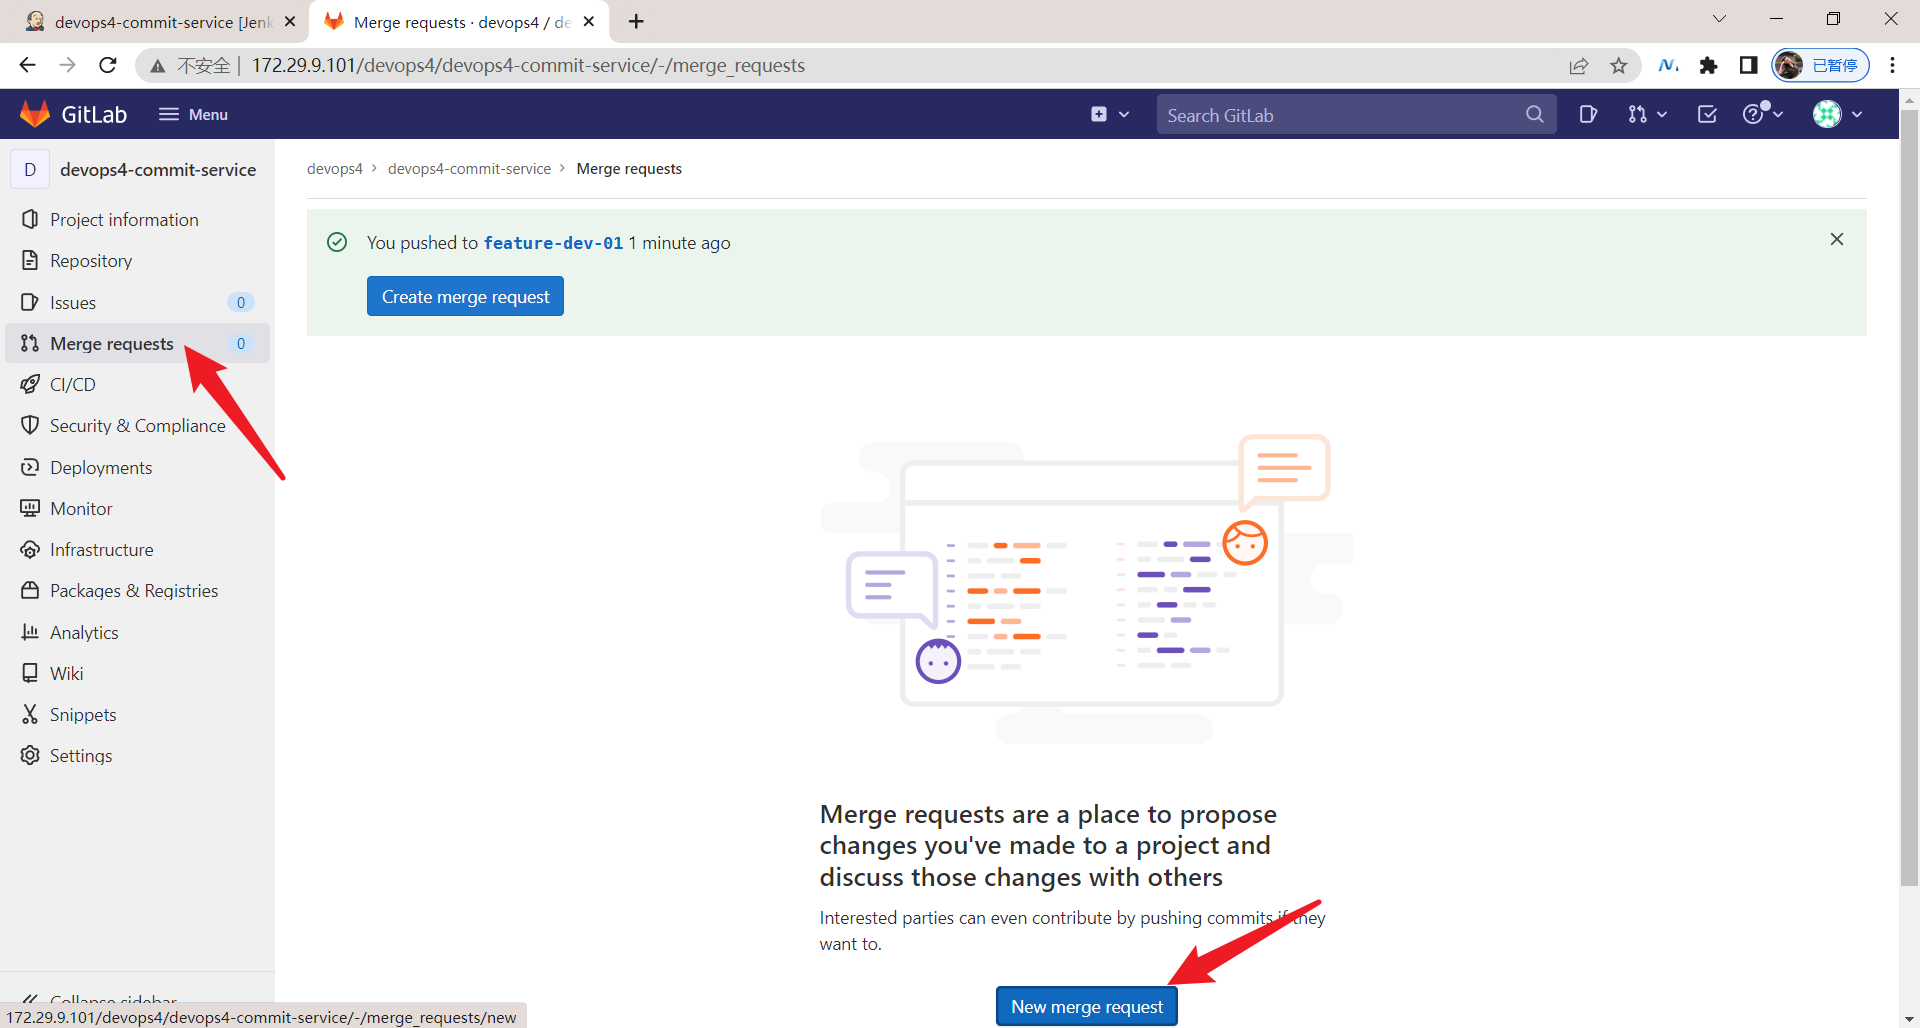 devops4-commit-service [Jenk
Merge requests · devops4 / de
不安全 | 172.29.9.101/devops4/devops4-commit-service/-/merge_requests
已暂停
GitLab
Menu
Search GitLab
D devops4-commit-service
Project information
Repository
Issues 0
Merge requests 0
CI/CD
Security & Compliance
Deployments
Monitor
Infrastructure
Packages & Registries
Analytics
Wiki
Snippets
Settings
Collapse sidebar
172.29.9.101/devops4/devops4-commit-service/-/merge_requests/new
devops4 › devops4-commit-service › Merge requests
You pushed to feature-dev-01 1 minute ago
Create merge request
Merge requests are a place to propose
changes you've made to a project and
discuss those changes with others
Interested parties can even contribute by pushing commits if they
want to.
New merge request